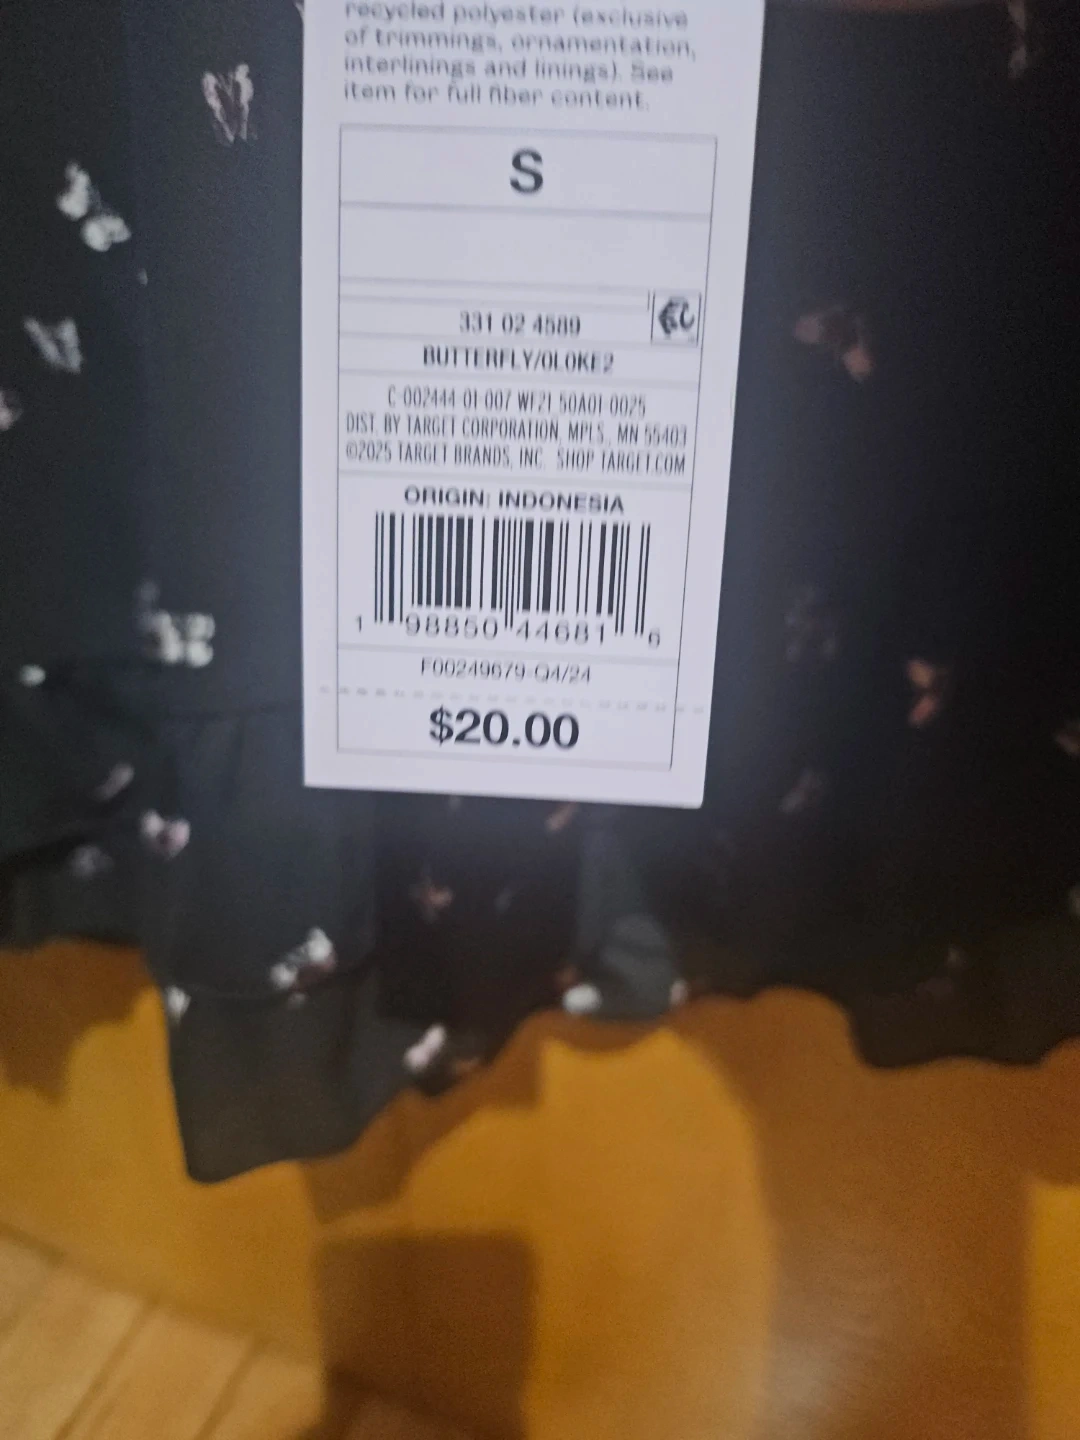 recycled polyester (exclusive
of trimmings, ornamentation,
interlinings and linings). See
item for full fiber content.
S
331 02 4589
BUTTERFLY/0L0KE2
C-002444-01-007 WF21 50A01-0025
DIST. BY TARGET CORPORATION, MPLS., MN 55403
©2025 TARGET BRANDS, INC. SHOP TARGET.COM
ORIGIN: INDONESIA
1 98850 44681 6
F00249679-Q4/24
$20.00